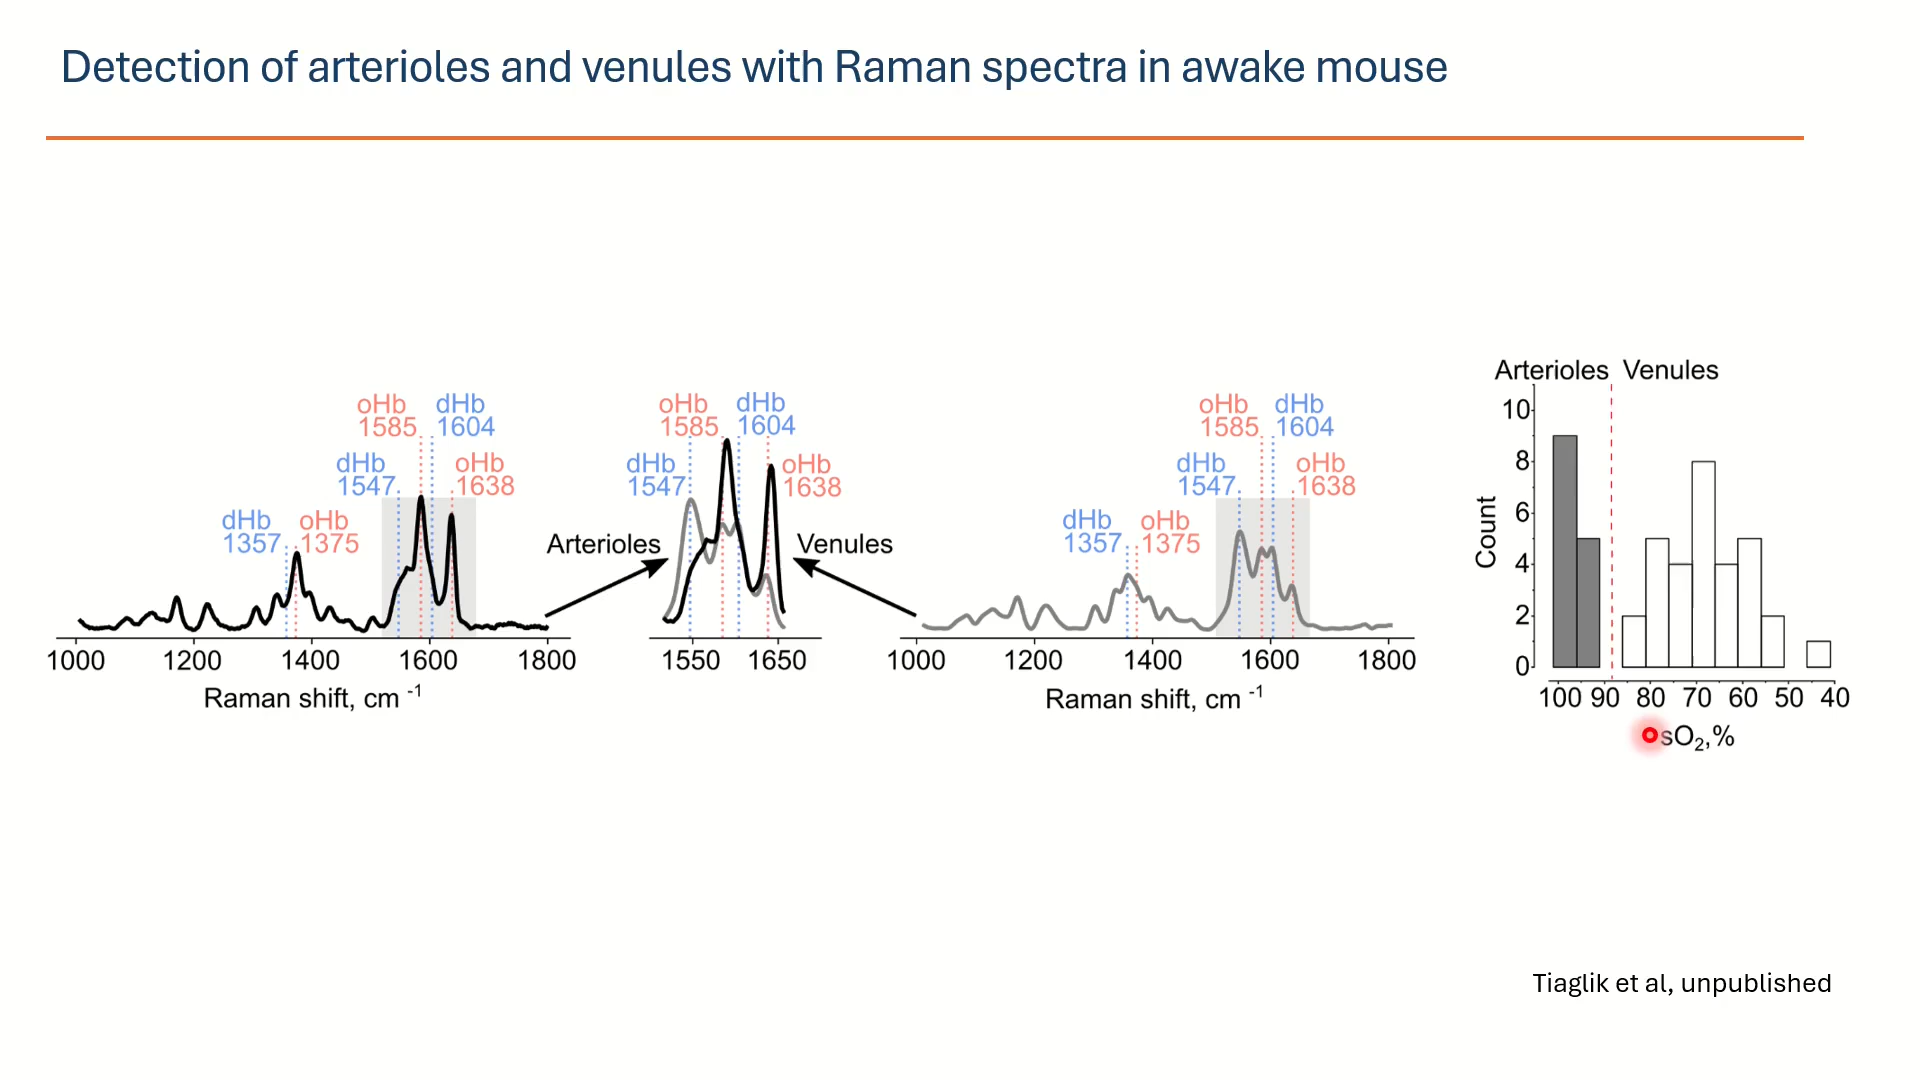 Detection of arterioles and venules with Raman spectra in awake mouse
oHb
1585
dHb
1604
dHb
1547
oHb
1638
dHb
1357
oHb
1375
1000 1200 1400 1600 1800
Raman shift, cm -1
Arterioles
oHb
1585
dHb
1604
dHb
1547
oHb
1638
Venules
1550 1650
oHb
1585
dHb
1604
dHb
1547
oHb
1638
dHb
1357
oHb
1375
1000 1200 1400 1600 1800
Raman shift, cm -1
Arterioles Venules
Count
10
8
6
4
2
0
100 90 80 70 60 50 40
sO2,%
Tiaglik et al, unpublished